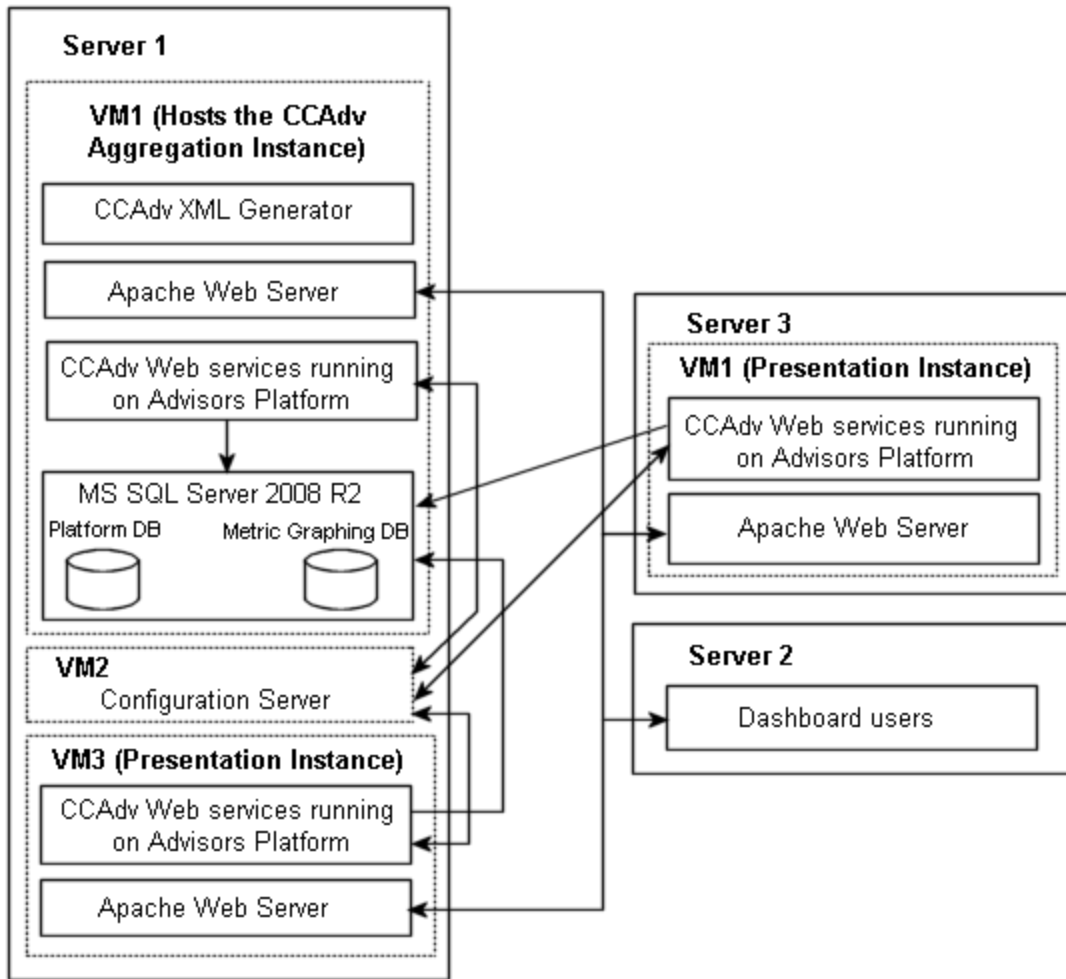 Server 1
VM1 (Hosts the CCAdv
Aggregation Instance)
CCAdv XML Generator
Apache Web Server
CCAdv Web services running
on Advisors Platform
MS SQL Server 2008 R2
Platform DB
Metric Graphing DB
VM2
Configuration Server
VM3 (Presentation Instance)
CCAdv Web services running
on Advisors Platform
Apache Web Server
Server 3
VM1 (Presentation Instance)
CCAdv Web services running
on Advisors Platform
Apache Web Server
Server 2
Dashboard users